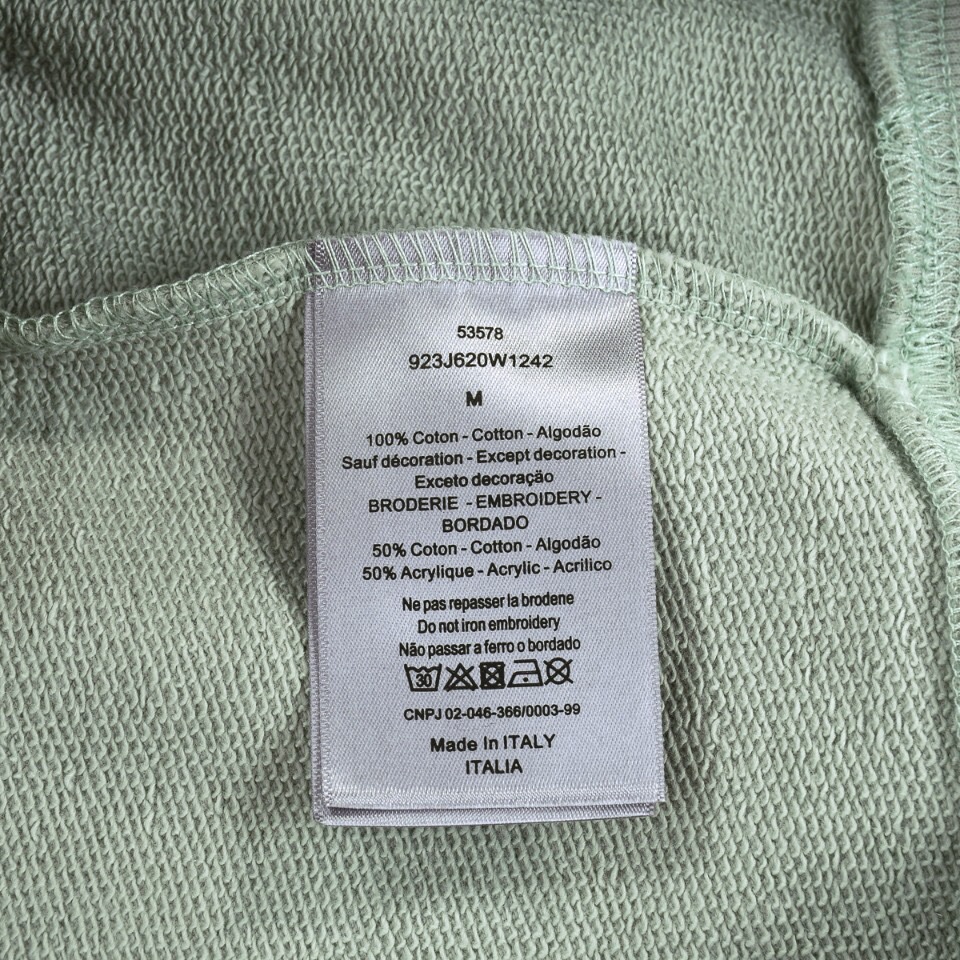 53578
923J620W1242
M
100% Coton - Cotton - Algodão
Sauf décoration - Except decoration -
Exceto decoração
BRODERIE - EMBROIDERY -
BORDADO
50% Coton - Cotton - Algodão
50% Acrylique - Acrylic - Acrilico
Ne pas repasser la brodene
Do not iron embroidery
Não passar a ferro o bordado
30
CNPJ 02-046-366/0003-99
Made In ITALY
ITALIA